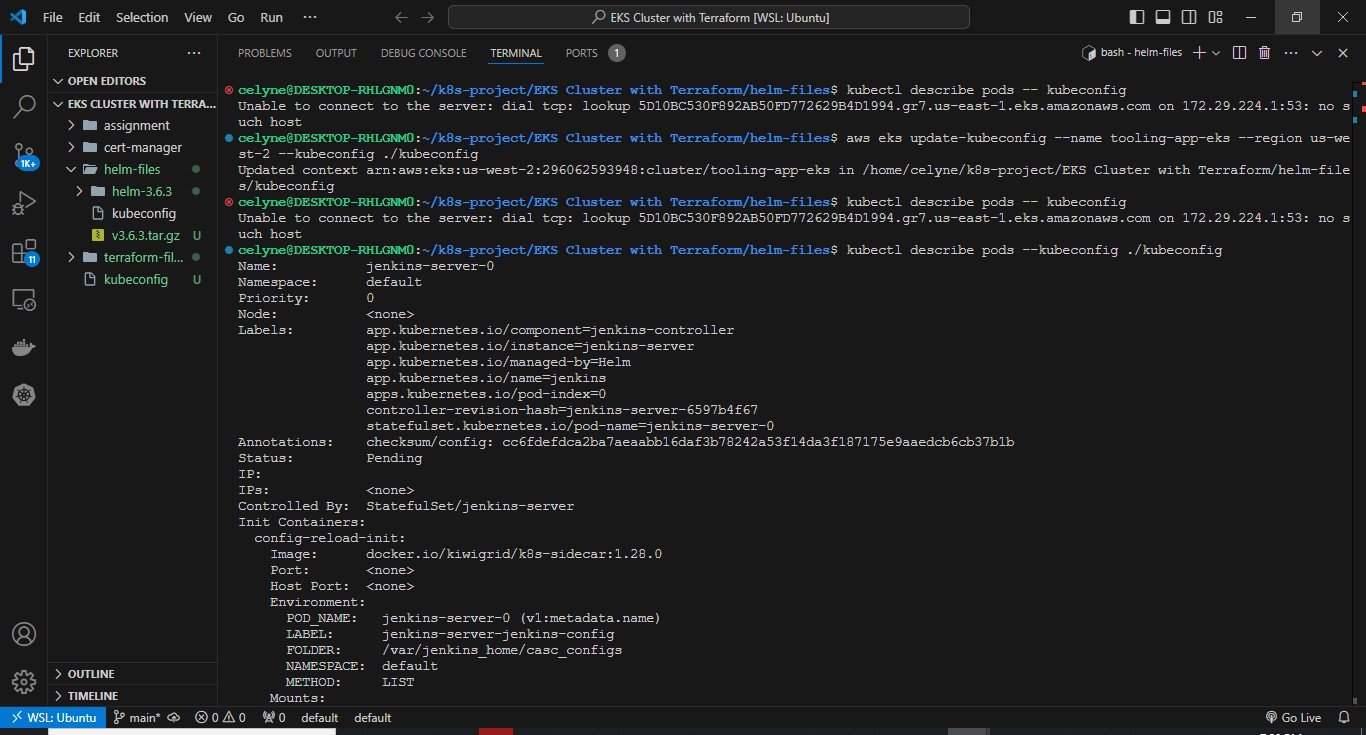 File Edit Selection View Go Run ···
EKS Cluster with Terraform [WSL: Ubuntu]
EXPLORER ···
OPEN EDITORS
EKS CLUSTER WITH TERRA...
assignment
cert-manager
helm-files
helm-3.6.3
kubeconfig
v3.6.3.tar.gz U
terraform-fil...
kubeconfig U
1K+
11
OUTLINE
TIMELINE
PROBLEMS OUTPUT DEBUG CONSOLE TERMINAL PORTS 1
bash - helm-files
celyne@DESKTOP-RHLGNM0:~/k8s-project/EKS Cluster with Terraform/helm-files$ kubectl describe pods -- kubeconfig
Unable to connect to the server: dial tcp: lookup 5D10BC530F892AB50FD772629B4D1994.gr7.us-east-1.eks.amazonaws.com on 172.29.224.1:53: no s
uch host
celyne@DESKTOP-RHLGNM0:~/k8s-project/EKS Cluster with Terraform/helm-files$ aws eks update-kubeconfig --name tooling-app-eks --region us-we
st-2 --kubeconfig ./kubeconfig
Updated context arn:aws:eks:us-west-2:296062593948:cluster/tooling-app-eks in /home/celyne/k8s-project/EKS Cluster with Terraform/helm-file
s/kubeconfig
celyne@DESKTOP-RHLGNM0:~/k8s-project/EKS Cluster with Terraform/helm-files$ kubectl describe pods -- kubeconfig
Unable to connect to the server: dial tcp: lookup 5D10BC530F892AB50FD772629B4D1994.gr7.us-east-1.eks.amazonaws.com on 172.29.224.1:53: no s
uch host
celyne@DESKTOP-RHLGNM0:~/k8s-project/EKS Cluster with Terraform/helm-files$ kubectl describe pods --kubeconfig ./kubeconfig
Name: jenkins-server-0
Namespace: default
Priority: 0
Node: <none>
Labels: app.kubernetes.io/component=jenkins-controller
app.kubernetes.io/instance=jenkins-server
app.kubernetes.io/managed-by=Helm
app.kubernetes.io/name=jenkins
apps.kubernetes.io/pod-index=0
controller-revision-hash=jenkins-server-6597b4f67
statefulset.kubernetes.io/pod-name=jenkins-server-0
Annotations: checksum/config: cc6fdefdca2ba7aeaabb16daf3b78242a53f14da3f187175e9aaedcb6cb37b1b
Status: Pending
IP:
IPs: <none>
Controlled By: StatefulSet/jenkins-server
Init Containers:
config-reload-init:
Image: docker.io/kiwigrid/k8s-sidecar:1.28.0
Port: <none>
Host Port: <none>
Environment:
POD_NAME: jenkins-server-0 (v1:metadata.name)
LABEL: jenkins-server-jenkins-config
FOLDER: /var/jenkins_home/casc_configs
NAMESPACE: default
METHOD: LIST
Mounts:
WSL: Ubuntu main* 0 0 0 default default Go Live